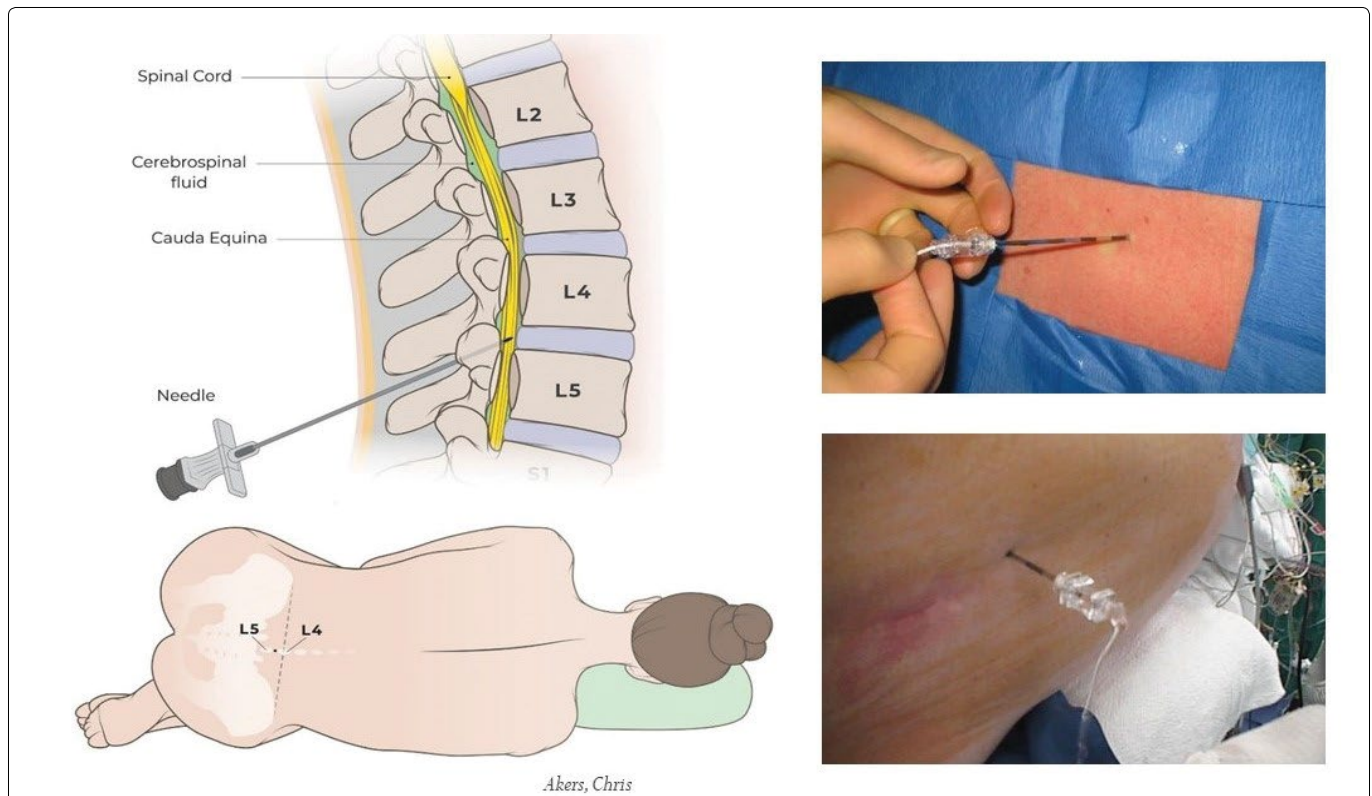 Spinal Cord
L2
Cerebrospinal
fluid
L3
Cauda Equina
L4
L5
Needle
S1
L5
L4
Akers, Chris